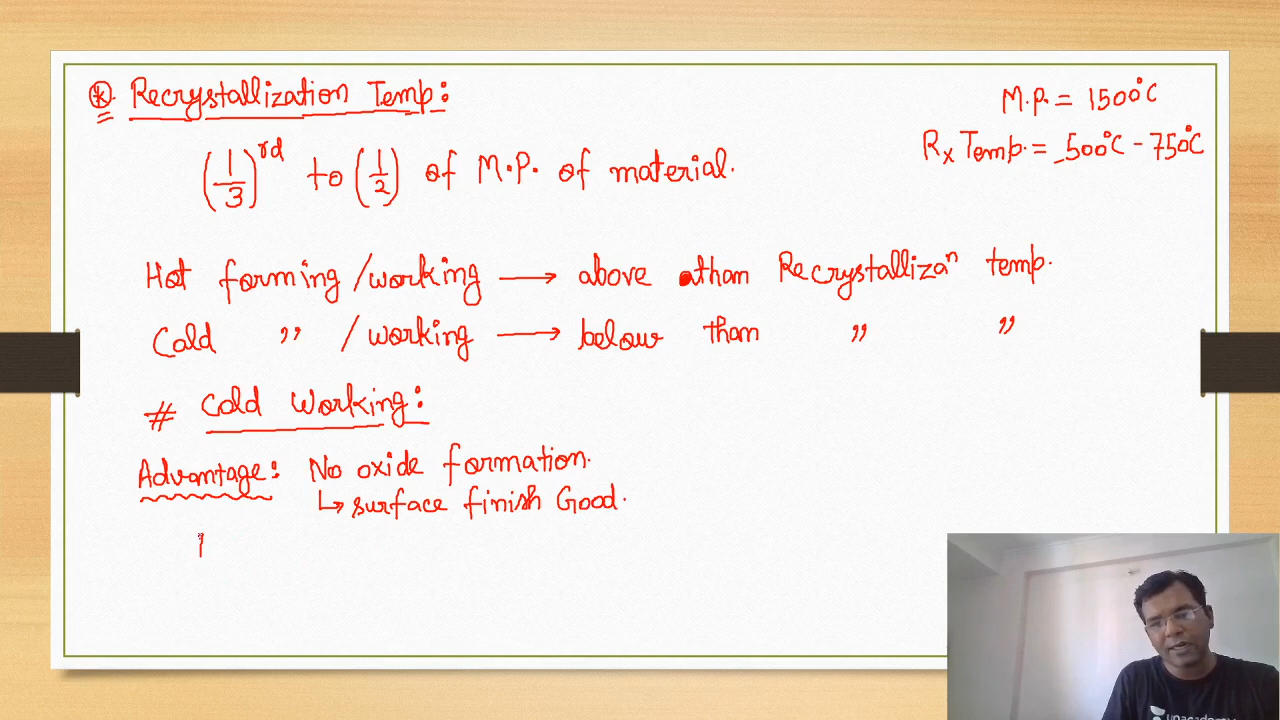 * Recrystallization Temp:
M.P. = 1500°C
Rx Temp. = 500°C - 750°C
(1/3)rd to (1/2) of M.P. of material.
Hot forming/working → above than Recrystallizaⁿ temp.
Cold " /working → below than " "
# Cold Working:
Advantage: No oxide formation.
↳ surface finish Good.
unacademy